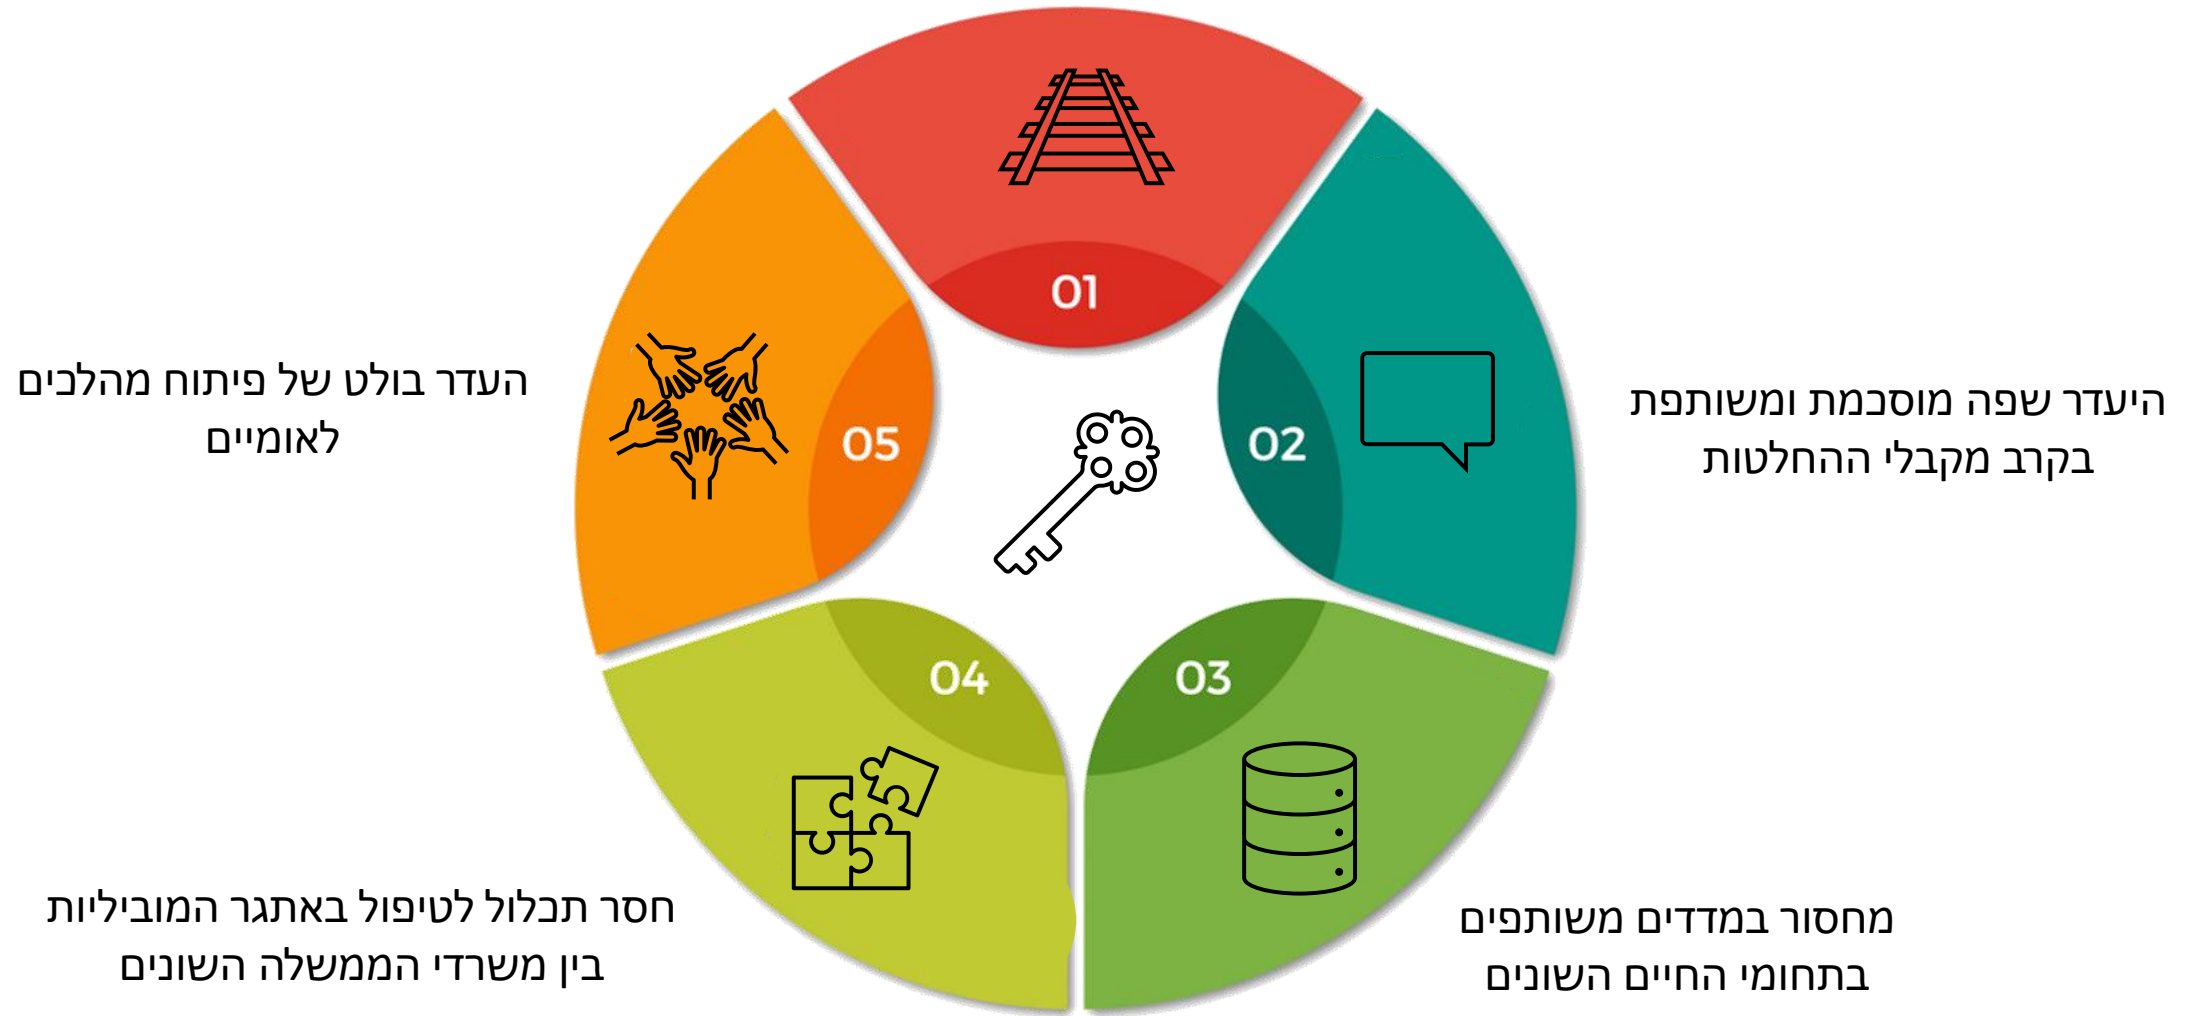 01
02
היעדר שפה מוסכמת ומשותפת
בקרב מקבלי ההחלטות
03
מחסור במדדים משותפים
בתחומי החיים השונים
04
חסר תכלול לטיפול באתגר המוביליות
בין משרדי הממשלה השונים
05
העדר בולט של פיתוח מהלכים
לאומיים